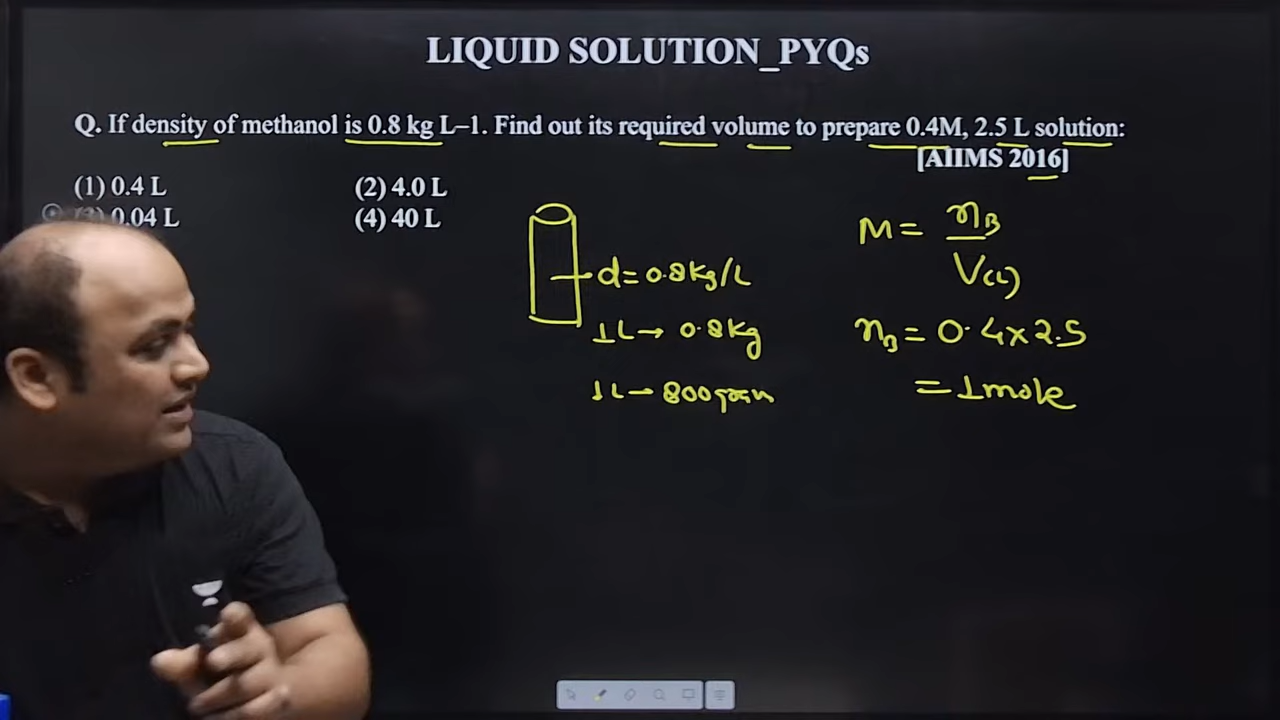 LIQUID SOLUTION_PYQs
Q. If density of methanol is 0.8 kg L–1. Find out its required volume to prepare 0.4M, 2.5 L solution:
[AIIMS 2016]
(1) 0.4 L
(2) 4.0 L
(3) 0.04 L
(4) 40 L
d = 0.8 kg/L
1L → 0.8 kg
1L → 800 gram
M = nB / V(L)
nB = 0.4 × 2.5
= 1 mole